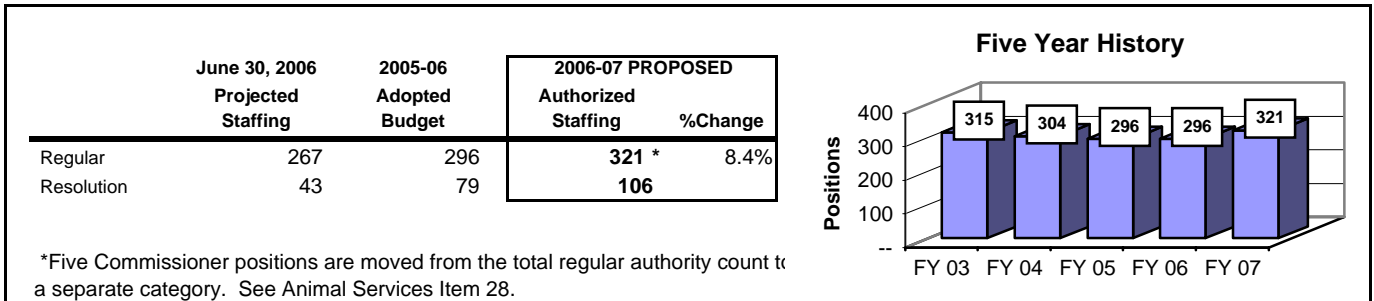 June 30, 2006 2005-06 2006-07 PROPOSED
Projected Adopted Authorized
Staffing Budget Staffing %Change
Regular 267 296 321 * 8.4%
Resolution 43 79 106
*Five Commissioner positions are moved from the total regular authority count to
a separate category. See Animal Services Item 28.
Five Year History
Positions
400
300
200
100
--
315 304 296 296 321
FY 03 FY 04 FY 05 FY 06 FY 07